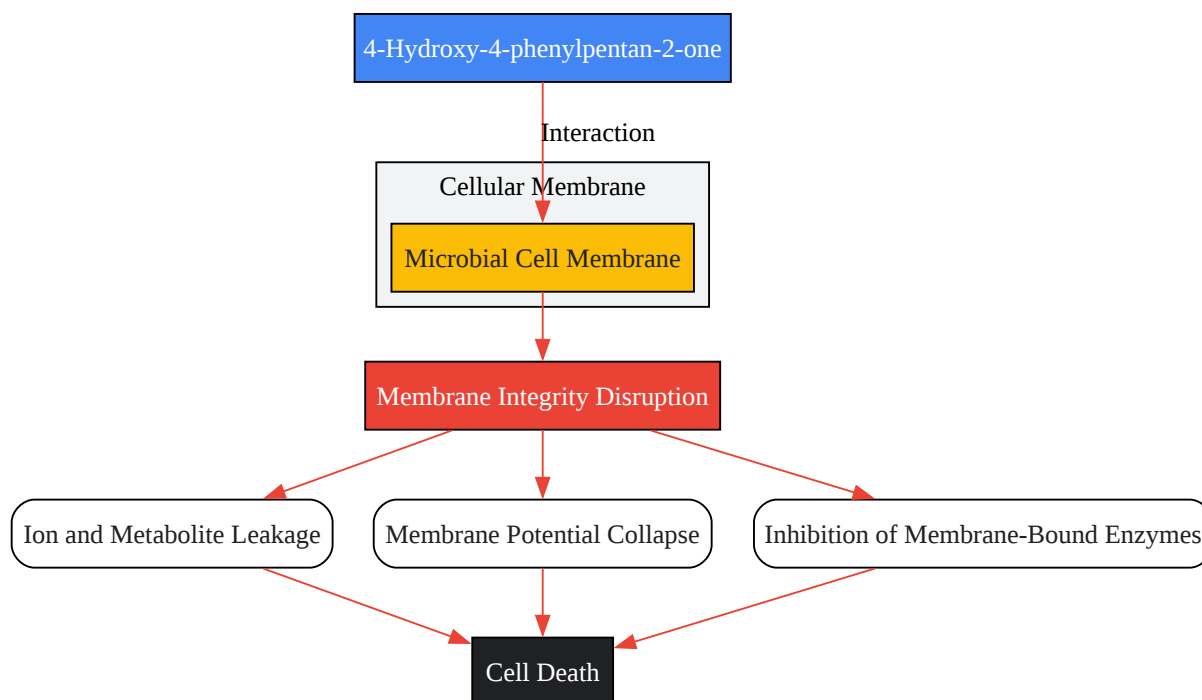 4-Hydroxy-4-phenylpentan-2-one
Interaction
Cellular Membrane
Microbial Cell Membrane
Membrane Integrity Disruption
Ion and Metabolite Leakage
Membrane Potential Collapse
Inhibition of Membrane-Bound Enzymes
Cell Death